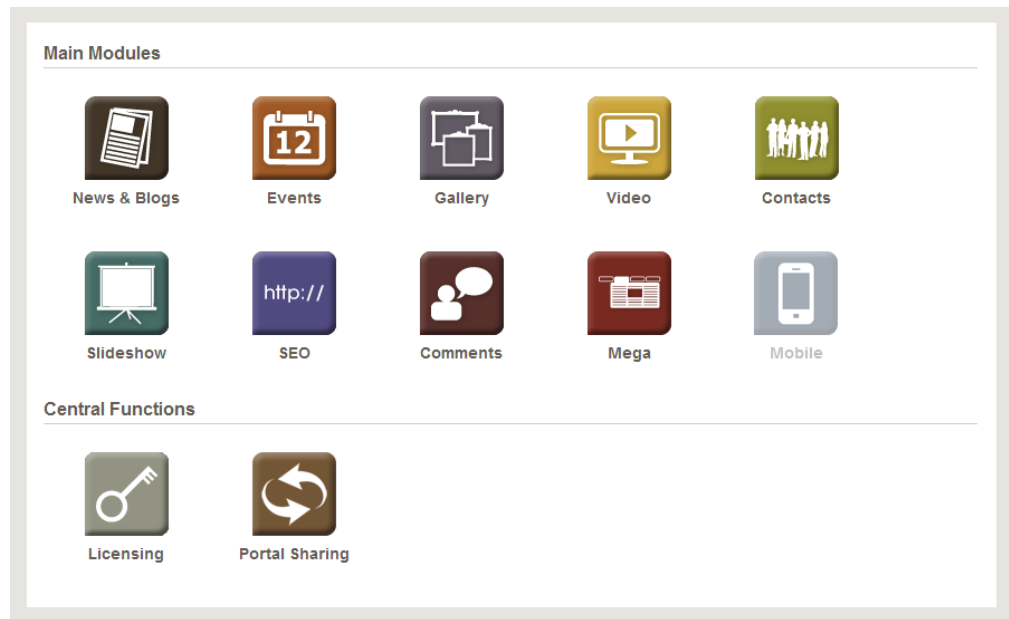 Main Modules
12
News & Blogs Events Gallery Video Contacts
http://
Slideshow SEO Comments Mega Mobile
Central Functions
Licensing Portal Sharing